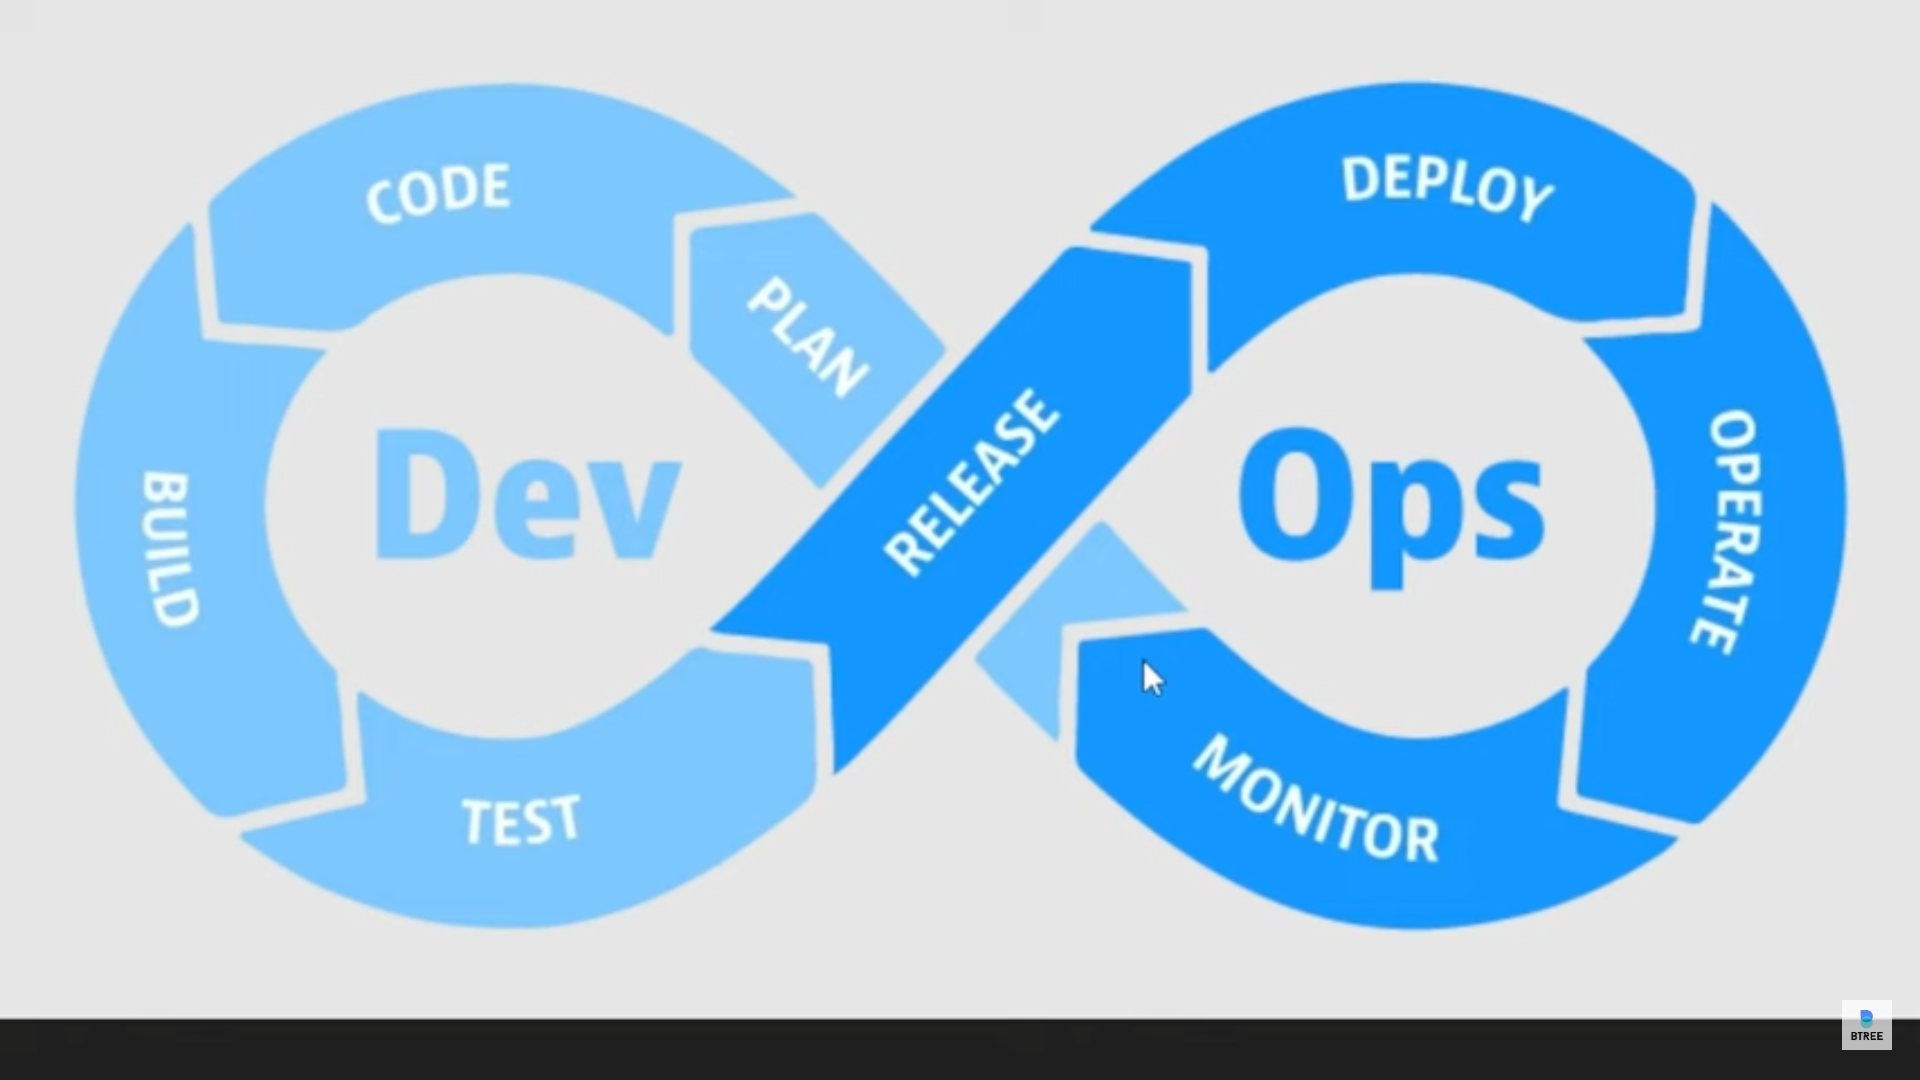 CODE
PLAN
BUILD
TEST
Dev
RELEASE
DEPLOY
OPERATE
MONITOR
Ops
BTREE